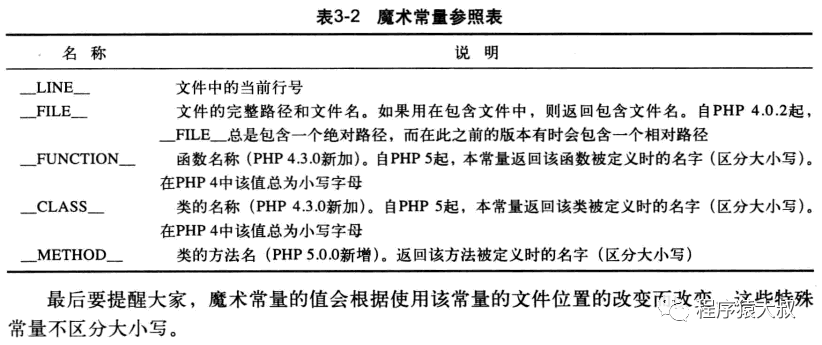 表3-2 魔术常量参照表
名 称 说 明
__LINE__ 文件中的当前行号
__FILE__ 文件的完整路径和文件名。如果用在包含文件中，则返回包含文件名。自PHP 4.0.2起，
__FILE__总是包含一个绝对路径，而在此之前的版本有时会包含一个相对路径
__FUNCTION__ 函数名称（PHP 4.3.0新加）。自PHP 5起，本常量返回该函数被定义时的名字（区分大小写）。
在PHP 4中该值总为小写字母
__CLASS__ 类的名称（PHP 4.3.0新加）。自PHP 5起，本常量返回该类被定义时的名字（区分大小写）。
在PHP 4中该值总为小写字母
__METHOD__ 类的方法名（PHP 5.0.0新增）。返回该方法被定义时的名字（区分大小写）
最后要提醒大家，魔术常量的值会根据使用该常量的文件位置的改变而改变，这些特殊
常量不区分大小写。
程序猿大叔